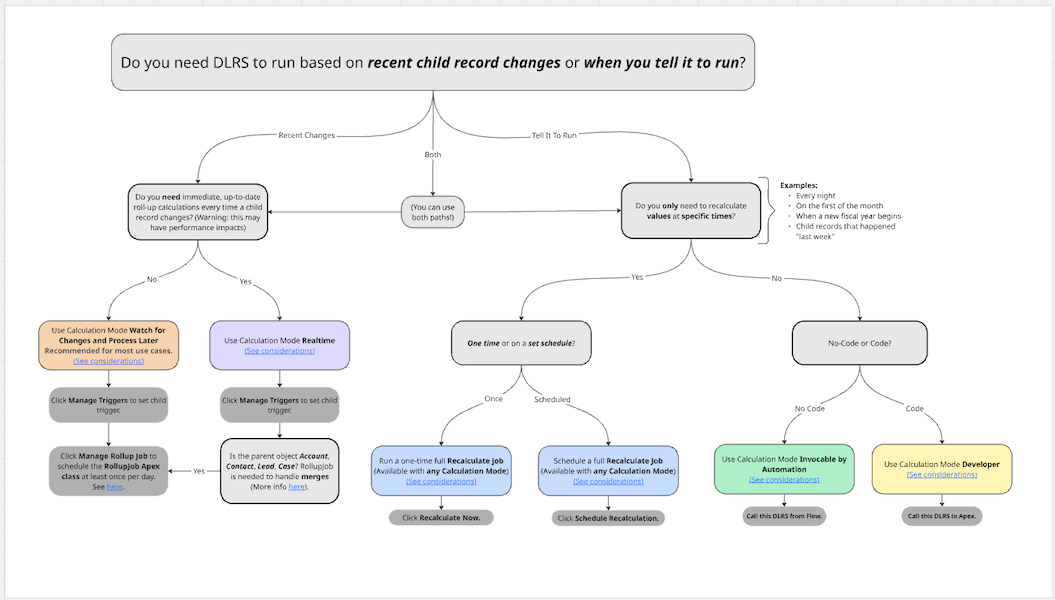 Do you need DLRS to run based on recent child record changes or when you tell it to run?
Recent Changes
Both
Tell It To Run
Do you need immediate, up-to-date
roll-up calculations every time a child
record changes? (Warning: this may
have performance impacts)
(You can use
both paths!)
Do you only need to recalculate
values at specific times?
Examples:
• Every night
• On the first of the month
• When a new fiscal year begins
• Child records that happened
"last week"
No
Yes
Yes
No
Use Calculation Mode Watch for
Changes and Process Later
Recommended for most use cases.
(See considerations)
Use Calculation Mode Realtime
(See considerations)
One time or on a set schedule?
No-Code or Code?
Click Manage Triggers to set child
trigger.
Click Manage Triggers to set child
trigger.
Once
Scheduled
No Code
Code
Click Manage Rollup Job to
schedule the RollupJob Apex
class at least once per day.
See here.
Yes
Is the parent object Account,
Contact, Lead, Case? RollupJob
is needed to handle merges
(More info here).
Run a one-time full Recalculate job
(Available with any Calculation Mode)
(See considerations)
Schedule a full Recalculate Job
(Available with any Calculation Mode)
(See considerations)
Use Calculation Mode Invocable by
Automation
(See considerations)
Use Calculation Mode Developer
(See considerations)
Click Recalculate Now.
Click Schedule Recalculation.
Call this DLRS from Flow.
Call this DLRS in Apex.